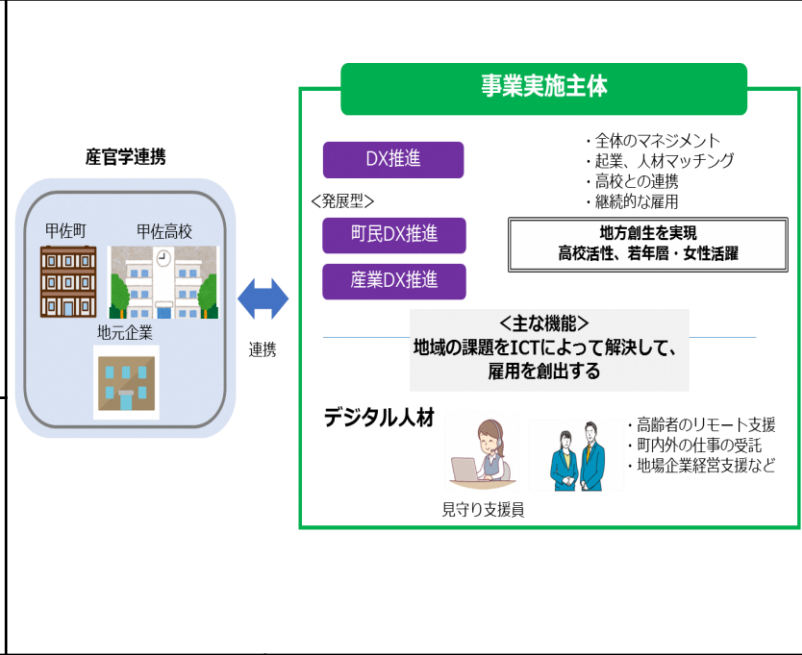 産官学連携
甲佐町
甲佐高校
地元企業
連携
事業実施主体
DX推進
<発展型>
町民DX推進
産業DX推進
・全体のマネジメント
・起業、人材マッチング
・高校との連携
・継続的な雇用
地方創生を実現
高校活性、若年層・女性活躍
<主な機能>
地域の課題をICTによって解決して、
雇用を創出する
デジタル人材
見守り支援員
・高齢者のリモート支援
・町内外の仕事の受託
・地場企業経営支援など